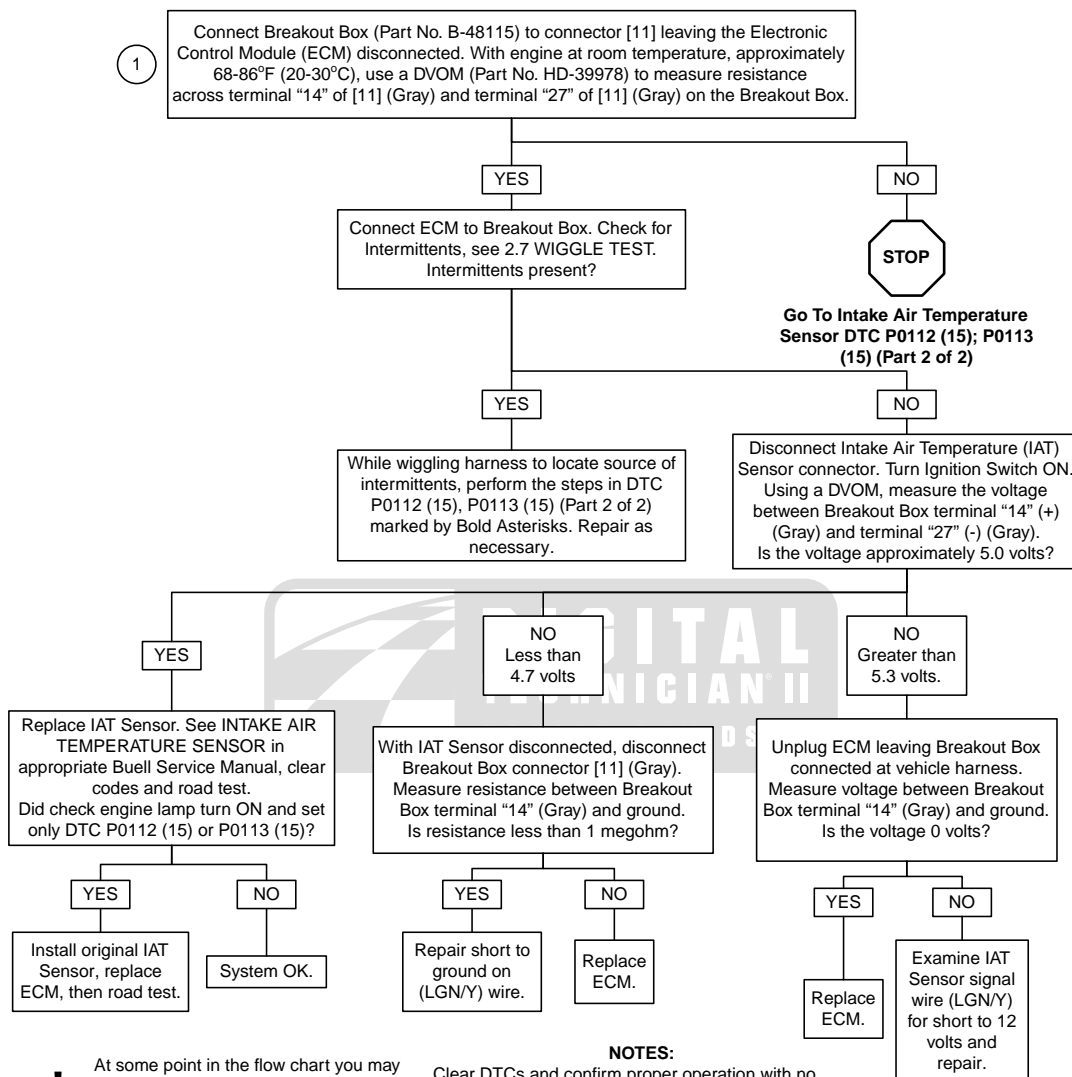 1
Connect Breakout Box (Part No. B-48115) to connector [11] leaving the Electronic
Control Module (ECM) disconnected. With engine at room temperature, approximately
68-86°F (20-30°C), use a DVOM (Part No. HD-39978) to measure resistance
across terminal “14” of [11] (Gray) and terminal “27” of [11] (Gray) on the Breakout Box.
YES
NO
Connect ECM to Breakout Box. Check for
Intermittents, see 2.7 WIGGLE TEST.
Intermittents present?
STOP
Go To Intake Air Temperature
Sensor DTC P0112 (15); P0113
(15) (Part 2 of 2)
YES
NO
While wiggling harness to locate source of
intermittents, perform the steps in DTC
P0112 (15), P0113 (15) (Part 2 of 2)
marked by Bold Asterisks. Repair as
necessary.
Disconnect Intake Air Temperature (IAT)
Sensor connector. Turn Ignition Switch ON.
Using a DVOM, measure the voltage
between Breakout Box terminal “14” (+)
(Gray) and terminal “27” (-) (Gray).
Is the voltage approximately 5.0 volts?
DIGITAL
TECHNICIAN II
YES
NO
Less than
4.7 volts
NO
Greater than
5.3 volts.
Replace IAT Sensor. See INTAKE AIR
TEMPERATURE SENSOR in
appropriate Buell Service Manual, clear
codes and road test.
Did check engine lamp turn ON and set
only DTC P0112 (15) or P0113 (15)?
With IAT Sensor disconnected, disconnect
Breakout Box connector [11] (Gray).
Measure resistance between Breakout
Box terminal “14” (Gray) and ground.
Is resistance less than 1 megohm?
Unplug ECM leaving Breakout Box
connected at vehicle harness.
Measure voltage between Breakout
Box terminal “14” (Gray) and ground.
Is the voltage 0 volts?
YES
NO
YES
NO
YES
NO
Install original IAT
Sensor, replace
ECM, then road test.
System OK.
Repair short to
ground on
(LGN/Y) wire.
Replace
ECM.
Replace
ECM.
Examine IAT
Sensor signal
wire (LGN/Y)
for short to 12
volts and
repair.
At some point in the flow chart you may
NOTES:
Clear DTCs and confirm proper operation with no